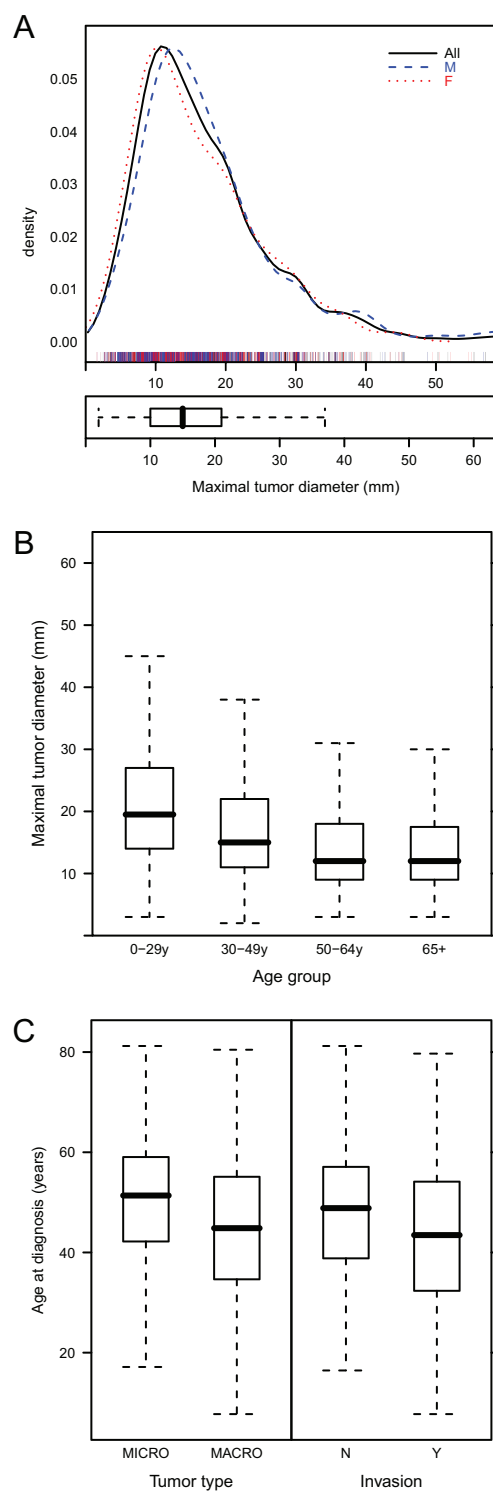 A
All
M
F
0.05
0.04
0.03
0.02
0.01
0.00
density
10 20 30 40 50
10 20 30 40 50 60
Maximal tumor diameter (mm)
B
60
50
40
30
20
10
Maximal tumor diameter (mm)
0−29y 30−49y 50−64y 65+
Age group
C
80
60
40
20
Age at diagnosis (years)
MICRO MACRO N Y
Tumor type Invasion